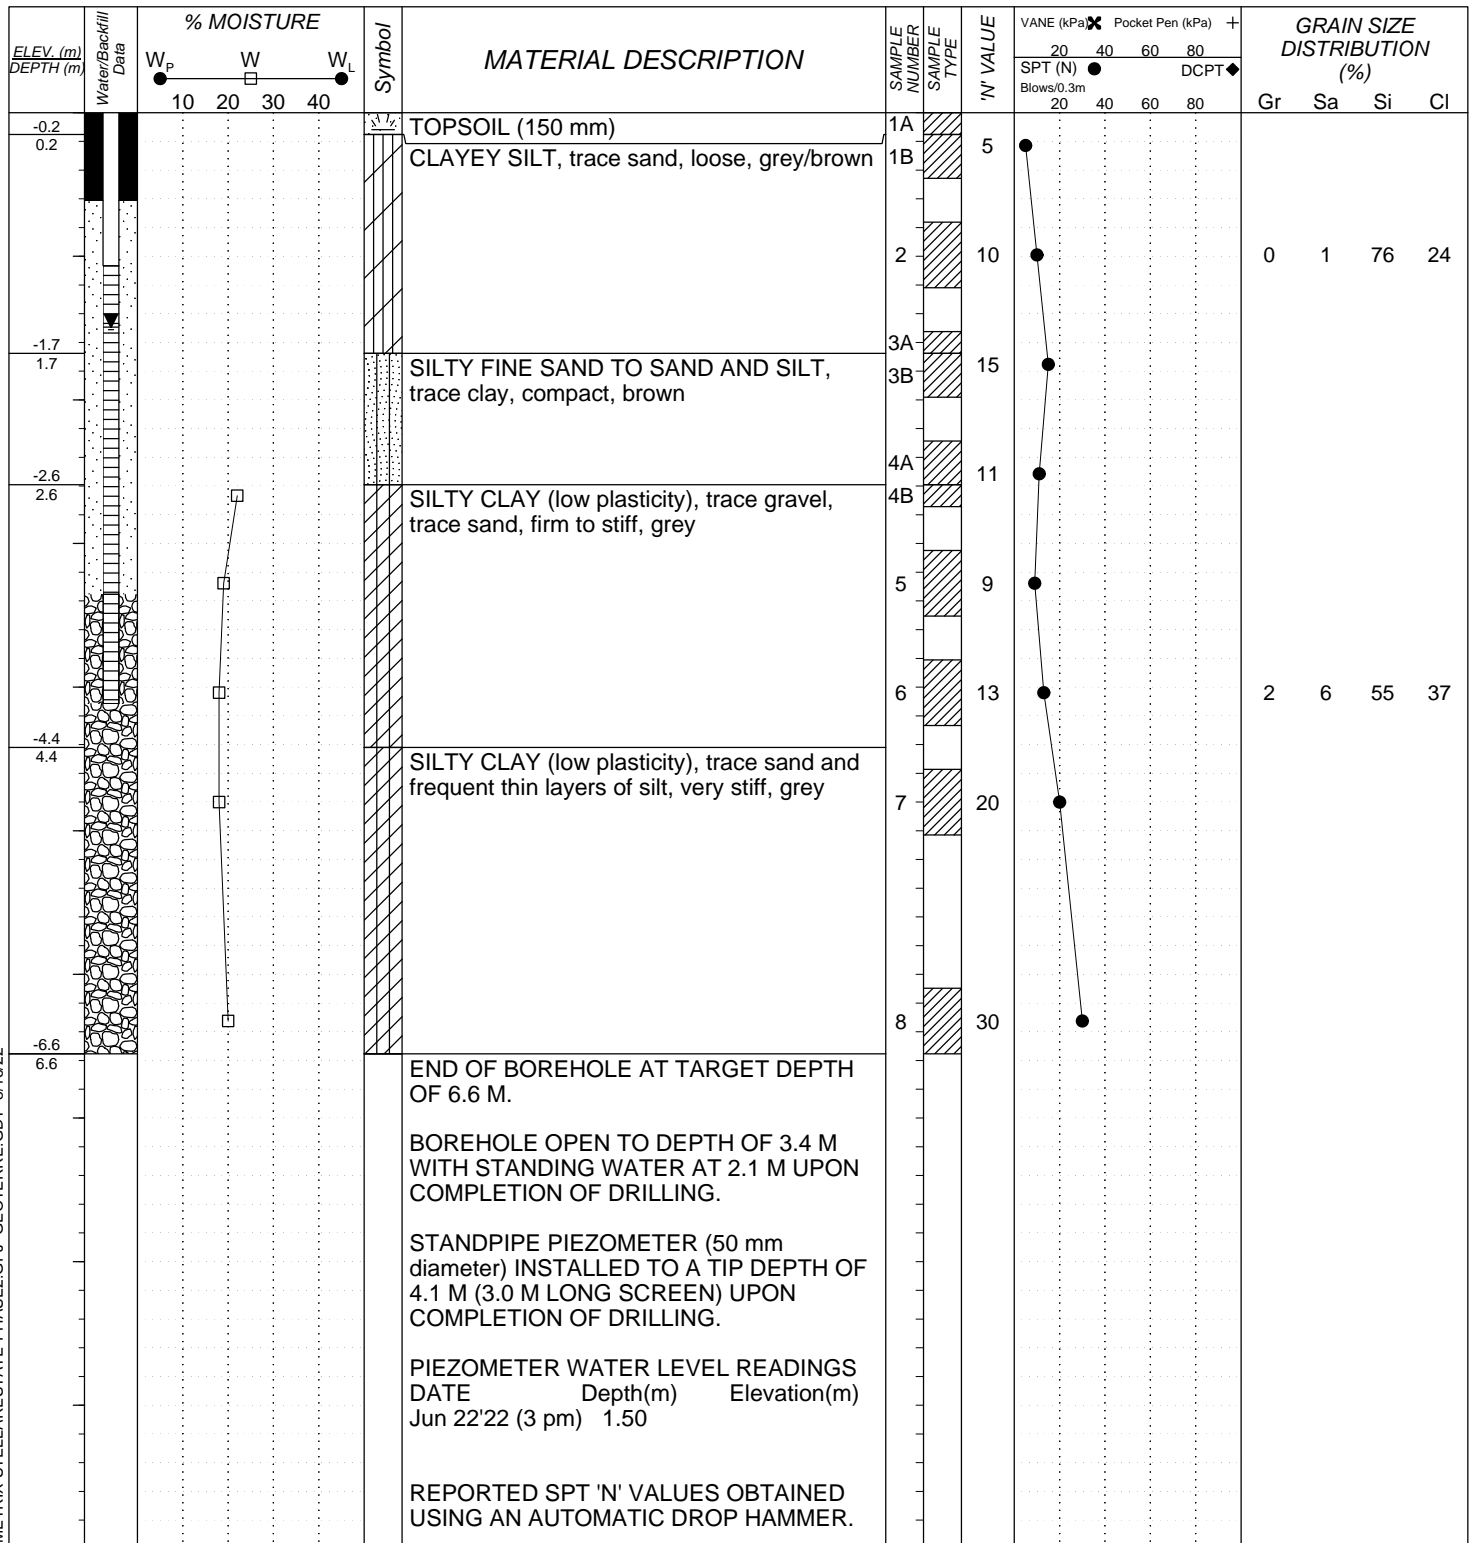 ELEV. (m)
DEPTH (m)
Water/Backfill
Data
% MOISTURE
WP W WL
10 20 30 40
Symbol
MATERIAL DESCRIPTION
SAMPLE
NUMBER
SAMPLE
TYPE
'N' VALUE
VANE (kPa) Pocket Pen (kPa)
20 40 60 80
SPT (N) DCPT
Blows/0.3m
20 40 60 80
GRAIN SIZE
DISTRIBUTION
(%)
Gr Sa Si Cl
-0.2
0.2
TOPSOIL (150 mm)
1A
CLAYEY SILT, trace sand, loose, grey/brown
1B
5
2 10 0 1 76 24
-1.7
1.7
3A
SILTY FINE SAND TO SAND AND SILT,
trace clay, compact, brown
3B
15
4A
11
-2.6
2.6
SILTY CLAY (low plasticity), trace gravel,
trace sand, firm to stiff, grey
4B
5 9
6 13 2 6 55 37
-4.4
4.4
SILTY CLAY (low plasticity), trace sand and
frequent thin layers of silt, very stiff, grey
7 20
8 30
-6.6
6.6
END OF BOREHOLE AT TARGET DEPTH
OF 6.6 M.
BOREHOLE OPEN TO DEPTH OF 3.4 M
WITH STANDING WATER AT 2.1 M UPON
COMPLETION OF DRILLING.
STANDPIPE PIEZOMETER (50 mm
diameter) INSTALLED TO A TIP DEPTH OF
4.1 M (3.0 M LONG SCREEN) UPON
COMPLETION OF DRILLING.
PIEZOMETER WATER LEVEL READINGS
DATE Depth(m) Elevation(m)
Jun 22'22 (3 pm) 1.50
REPORTED SPT 'N' VALUES OBTAINED
USING AN AUTOMATIC DROP HAMMER.